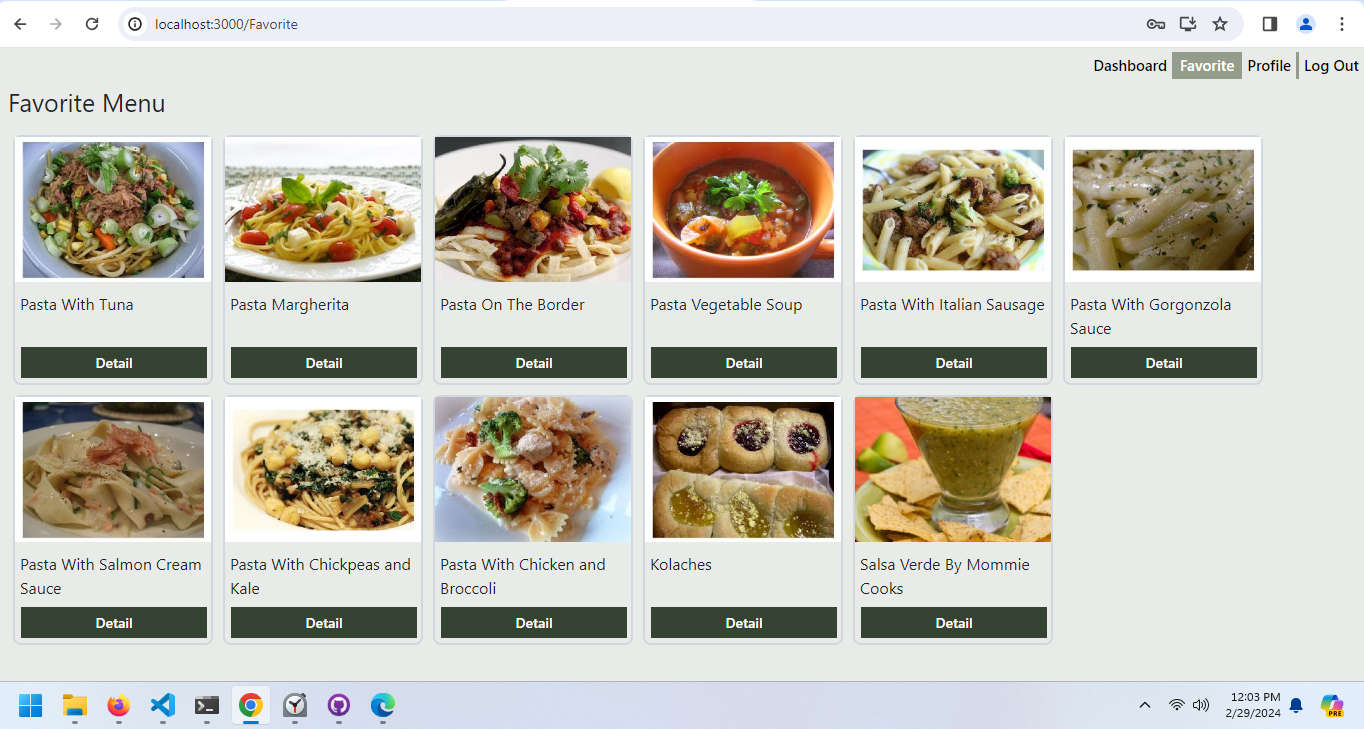 localhost:3000/Favorite
Dashboard Favorite Profile Log Out
Favorite Menu
Pasta With Tuna
Detail
Pasta Margherita
Detail
Pasta On The Border
Detail
Pasta Vegetable Soup
Detail
Pasta With Italian Sausage
Detail
Pasta With Gorgonzola
Sauce
Detail
Pasta With Salmon Cream
Sauce
Detail
Pasta With Chickpeas and
Kale
Detail
Pasta With Chicken and
Broccoli
Detail
Kolaches
Detail
Salsa Verde By Mommie
Cooks
Detail
12:03 PM
2/29/2024
PRE